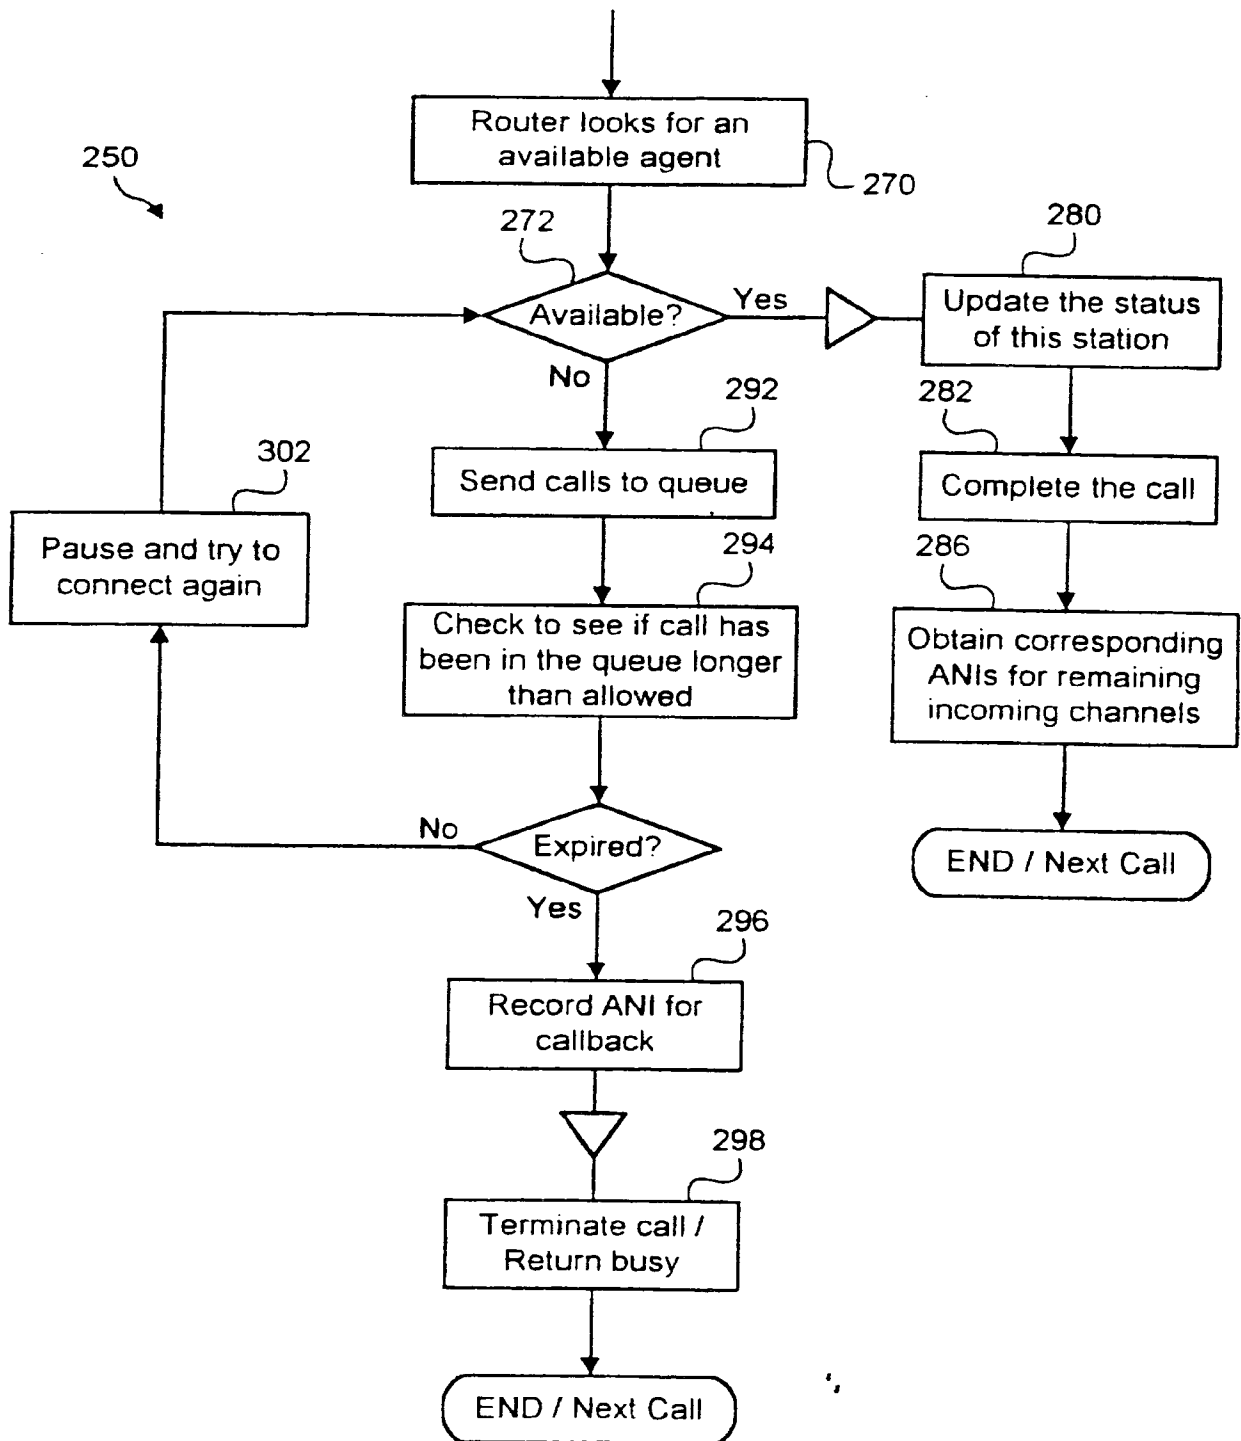 Router looks for an
available agent
250
270
272
280
Available?
Yes
Update the status
of this station
No
292
282
302
Send calls to queue
Complete the call
Pause and try to
connect again
294
286
Check to see if call has
been in the queue longer
than allowed
Obtain corresponding
ANIs for remaining
incoming channels
No
Expired?
END / Next Call
Yes
296
Record ANI for
callback
298
Terminate call /
Return busy
END / Next Call